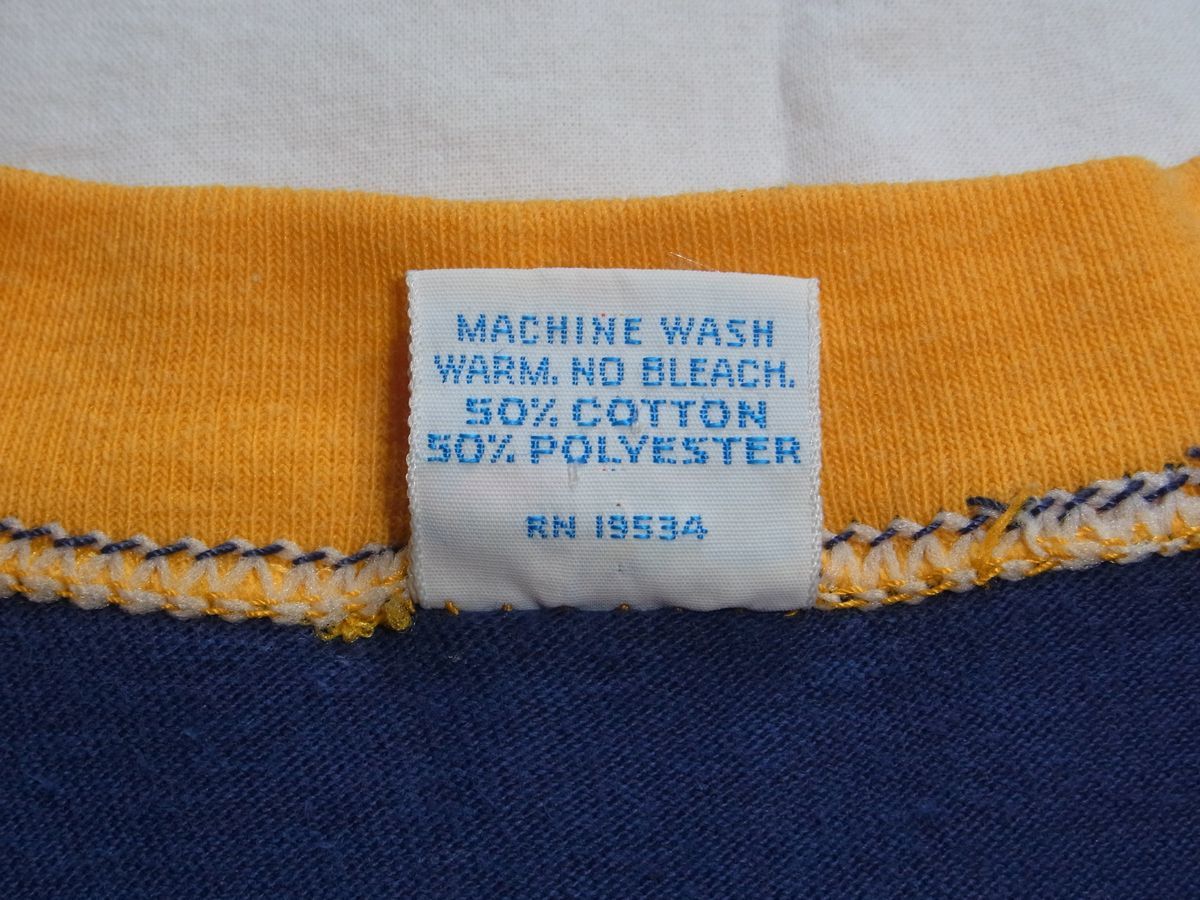 MACHINE WASH
WARM. NO BLEACH.
50% COTTON
50% POLYESTER
RN 19534